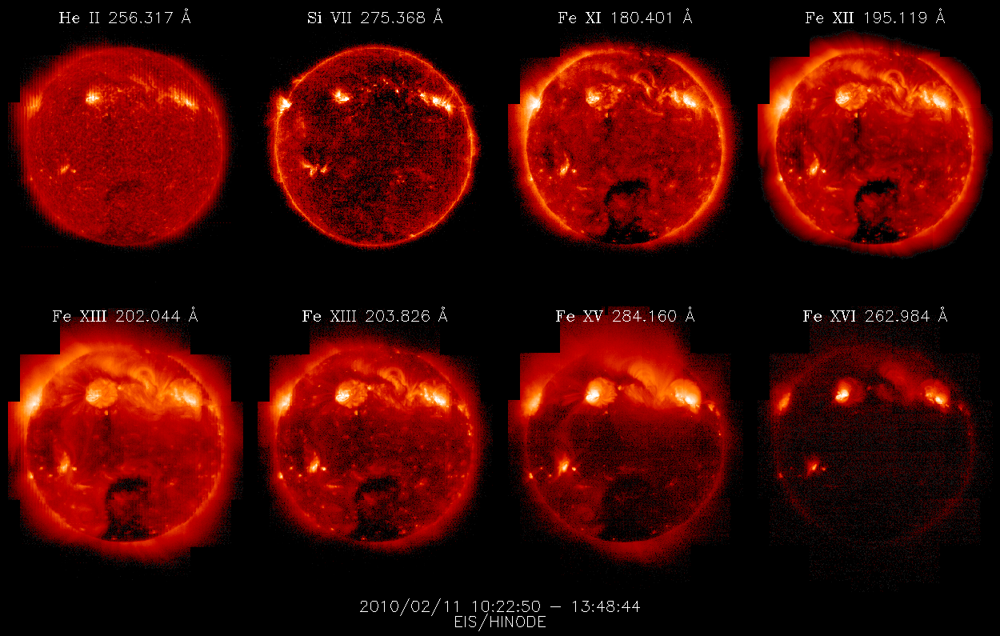 He II 256.317 Å
Si VII 275.368 Å
Fe XI 180.401 Å
Fe XII 195.119 Å
Fe XIII 202.044 Å
Fe XIII 203.826 Å
Fe XV 284.160 Å
Fe XVI 262.984 Å
2010/02/11 10:22:50 – 13:48:44
EIS/HINODE